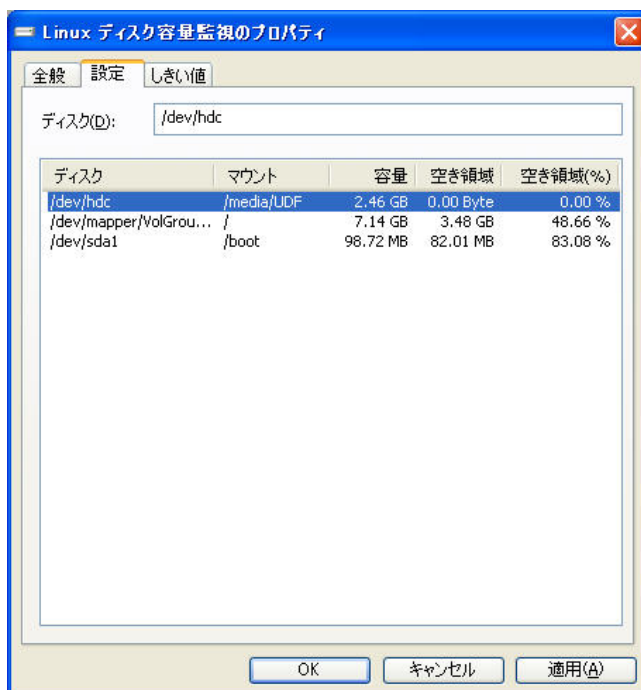 Linux ディスク容量監視のプロパティ
全般 設定 しきい値
ディスク(D): /dev/hdc
ディスク マウント 容量 空き領域 空き領域(%)
/dev/hdc /media/UDF 2.46 GB 0.00 Byte 0.00 %
/dev/mapper/VolGrou... / 7.14 GB 3.48 GB 48.66 %
/dev/sda1 /boot 98.72 MB 82.01 MB 83.08 %
OK キャンセル 適用(A)